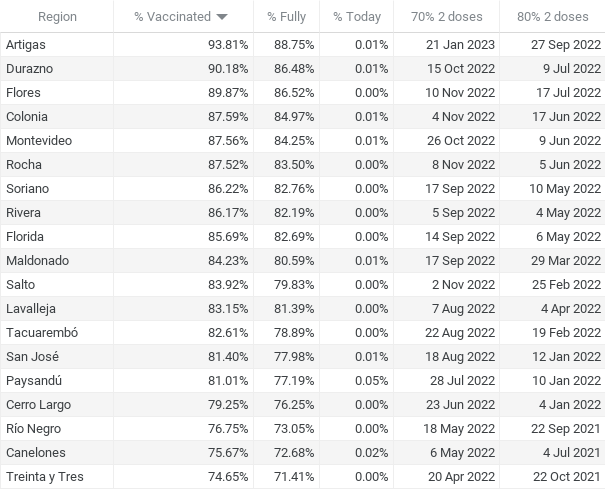 Region % Vaccinated % Fully % Today 70% 2 doses 80% 2 doses
Artigas 93.81% 88.75% 0.01% 21 Jan 2023 27 Sep 2022
Durazno 90.18% 86.48% 0.01% 15 Oct 2022 9 Jul 2022
Flores 89.87% 86.52% 0.00% 10 Nov 2022 17 Jul 2022
Colonia 87.59% 84.97% 0.01% 4 Nov 2022 17 Jun 2022
Montevideo 87.56% 84.25% 0.01% 26 Oct 2022 9 Jun 2022
Rocha 87.52% 83.50% 0.00% 8 Nov 2022 5 Jun 2022
Soriano 86.22% 82.76% 0.00% 17 Sep 2022 10 May 2022
Rivera 86.17% 82.19% 0.00% 5 Sep 2022 4 May 2022
Florida 85.69% 82.69% 0.00% 14 Sep 2022 6 May 2022
Maldonado 84.23% 80.59% 0.01% 17 Sep 2022 29 Mar 2022
Salto 83.92% 79.83% 0.00% 2 Nov 2022 25 Feb 2022
Lavalleja 83.15% 81.39% 0.00% 7 Aug 2022 4 Apr 2022
Tacuarembó 82.61% 78.89% 0.00% 22 Aug 2022 19 Feb 2022
San José 81.40% 77.98% 0.01% 18 Aug 2022 12 Jan 2022
Paysandú 81.01% 77.19% 0.05% 28 Jul 2022 10 Jan 2022
Cerro Largo 79.25% 76.25% 0.00% 23 Jun 2022 4 Jan 2022
Río Negro 76.75% 73.05% 0.00% 18 May 2022 22 Sep 2021
Canelones 75.67% 72.68% 0.02% 6 May 2022 4 Jul 2021
Treinta y Tres 74.65% 71.41% 0.00% 20 Apr 2022 22 Oct 2021